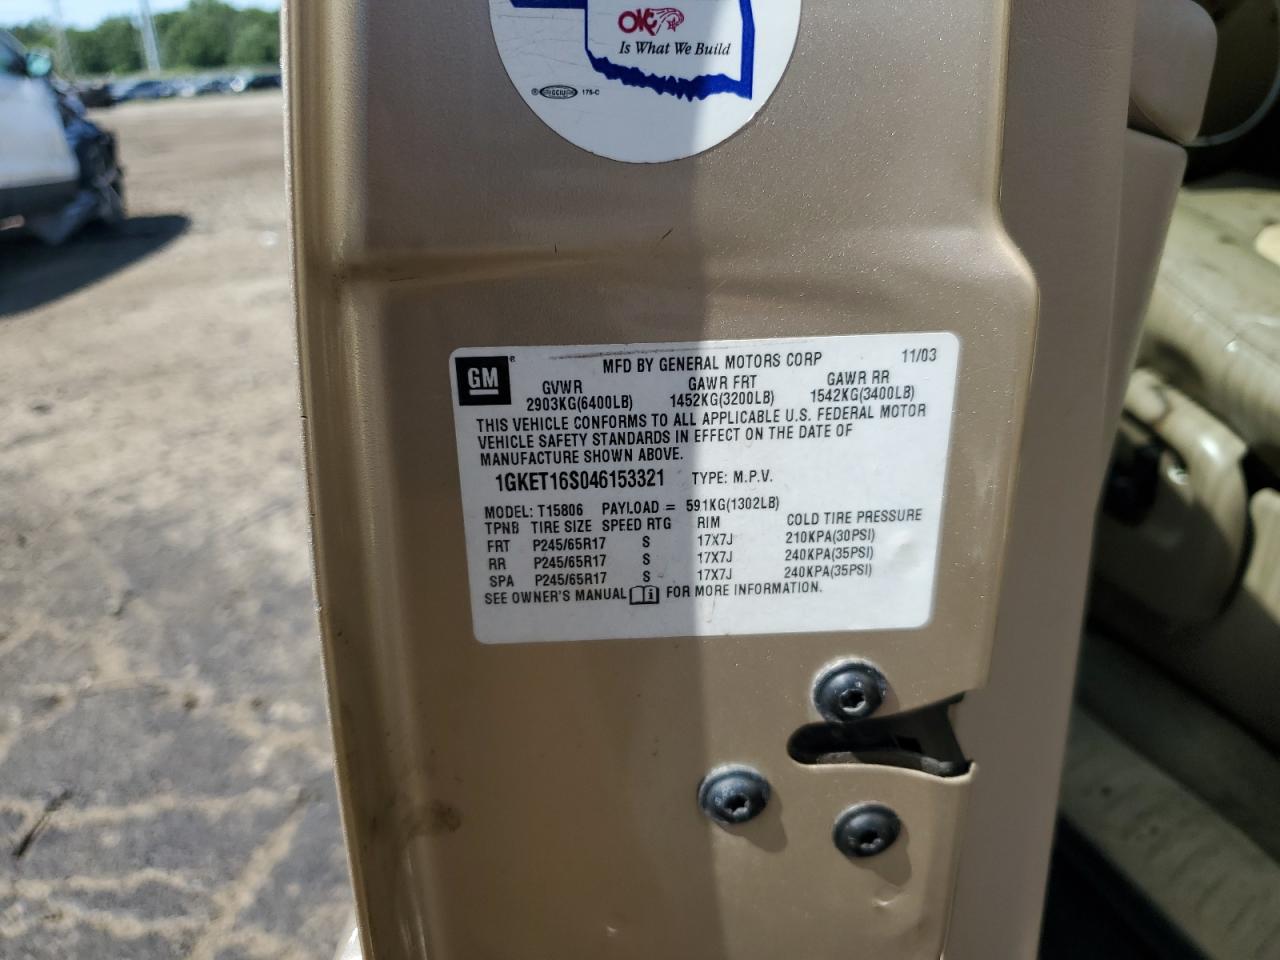 OK
Is What We Build
175-C
GM
MFD BY GENERAL MOTORS CORP 11/03
GVWR GAWR FRT GAWR RR
2903KG(6400LB) 1452KG(3200LB) 1542KG(3400LB)
THIS VEHICLE CONFORMS TO ALL APPLICABLE U.S. FEDERAL MOTOR
VEHICLE SAFETY STANDARDS IN EFFECT ON THE DATE OF
MANUFACTURE SHOWN ABOVE.
1GKET16S046153321 TYPE: M.P.V.
MODEL: T15806 PAYLOAD = 591KG(1302LB)
TPNB TIRE SIZE SPEED RTG RIM COLD TIRE PRESSURE
FRT P245/65R17 S 17X7J 210KPA(30PSI)
RR P245/65R17 S 17X7J 240KPA(35PSI)
SPA P245/65R17 S 17X7J 240KPA(35PSI)
SEE OWNER'S MANUAL FOR MORE INFORMATION.